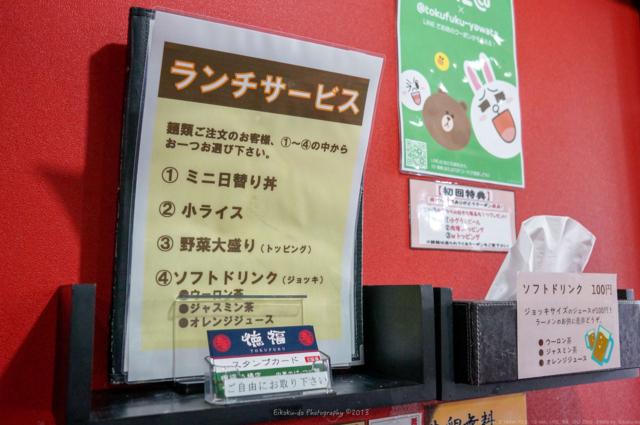 ランチサービス
麺類ご注文のお客様、①〜④の中から
お一つお選び下さい。
① ミニ日替り丼
② 小ライス
③ 野菜大盛り(トッピング)
④ソフトドリンク(ジョッキ)
●ウーロン茶
●ジャスミン茶
●オレンジジュース
徳福
TOKUFUKU
スタンプカード
ご自由にお取り下さい
×
@tokufuku-yawata
【初回特典】
ソフトドリンク 100円
ジョッキサイズのジュースが100円!
ラーメンのお供に是非どうぞ。
●ウーロン茶
●ジャスミン茶
●オレンジジュース
Eikoku-do Photography ©2013